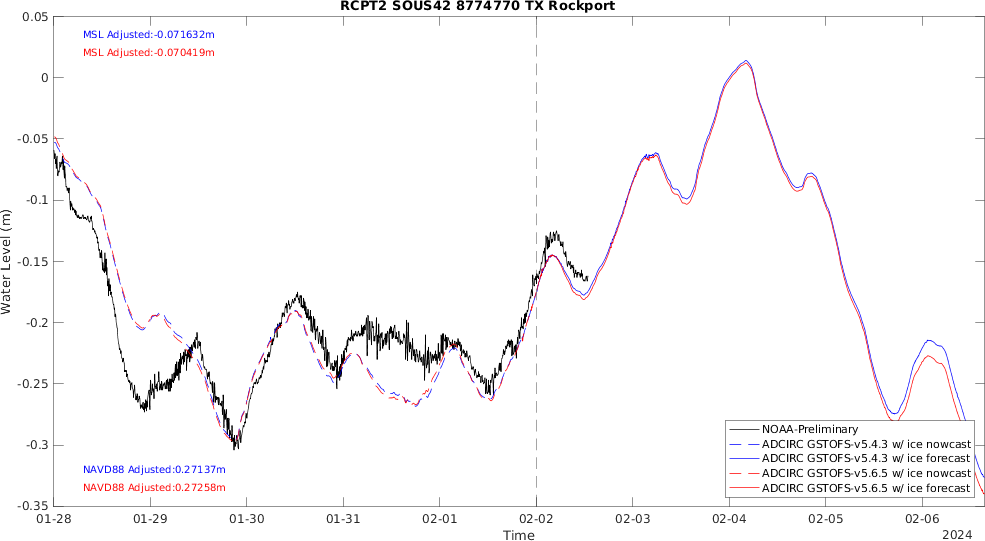 RCPT2 SOUS42 8774770 TX Rockport
0.05
MSL Adjusted:-0.071632m
MSL Adjusted:-0.070419m
0
-0.05
-0.1
-0.15
Water Level (m)
-0.2
-0.25
-0.3
NOAA-Preliminary
ADCIRC GSTOFS-v5.4.3 w/ ice nowcast
ADCIRC GSTOFS-v5.4.3 w/ ice forecast
ADCIRC GSTOFS-v5.6.5 w/ ice nowcast
ADCIRC GSTOFS-v5.6.5 w/ ice forecast
NAVD88 Adjusted:0.27137m
NAVD88 Adjusted:0.27258m
-0.35
01-28 01-29 01-30 01-31 02-01 02-02 02-03 02-04 02-05 02-06
Time
2024